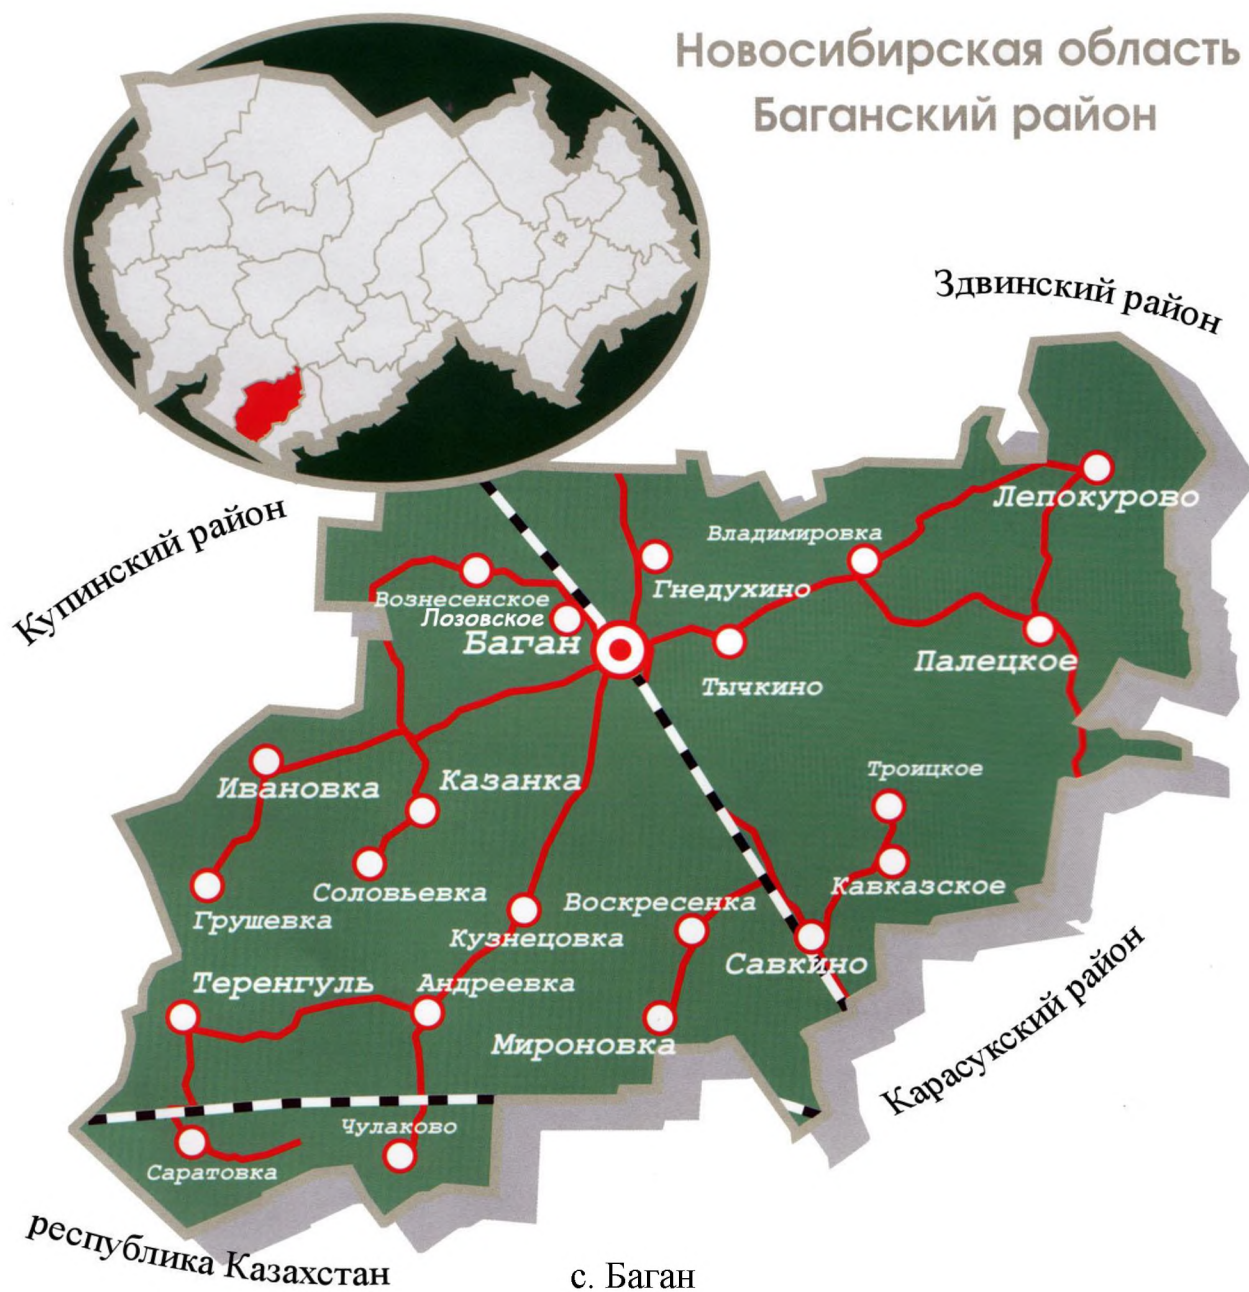 Новосибирская область
Баганский район
Здвинский район
Купинский район
Лепокурово
Владимировка
Гнедухино
Вознесенское
Лозовское
Баган
Палецкое
Тычкино
Троицкое
Ивановка
Казанка
Соловьевка
Кавказское
Воскресенка
Грушевка
Кузнецовка
Савкино
Теренгуль
Андреевка
Мироновка
Карасукский район
Чулаково
Саратовка
республика Казахстан
с. Баган